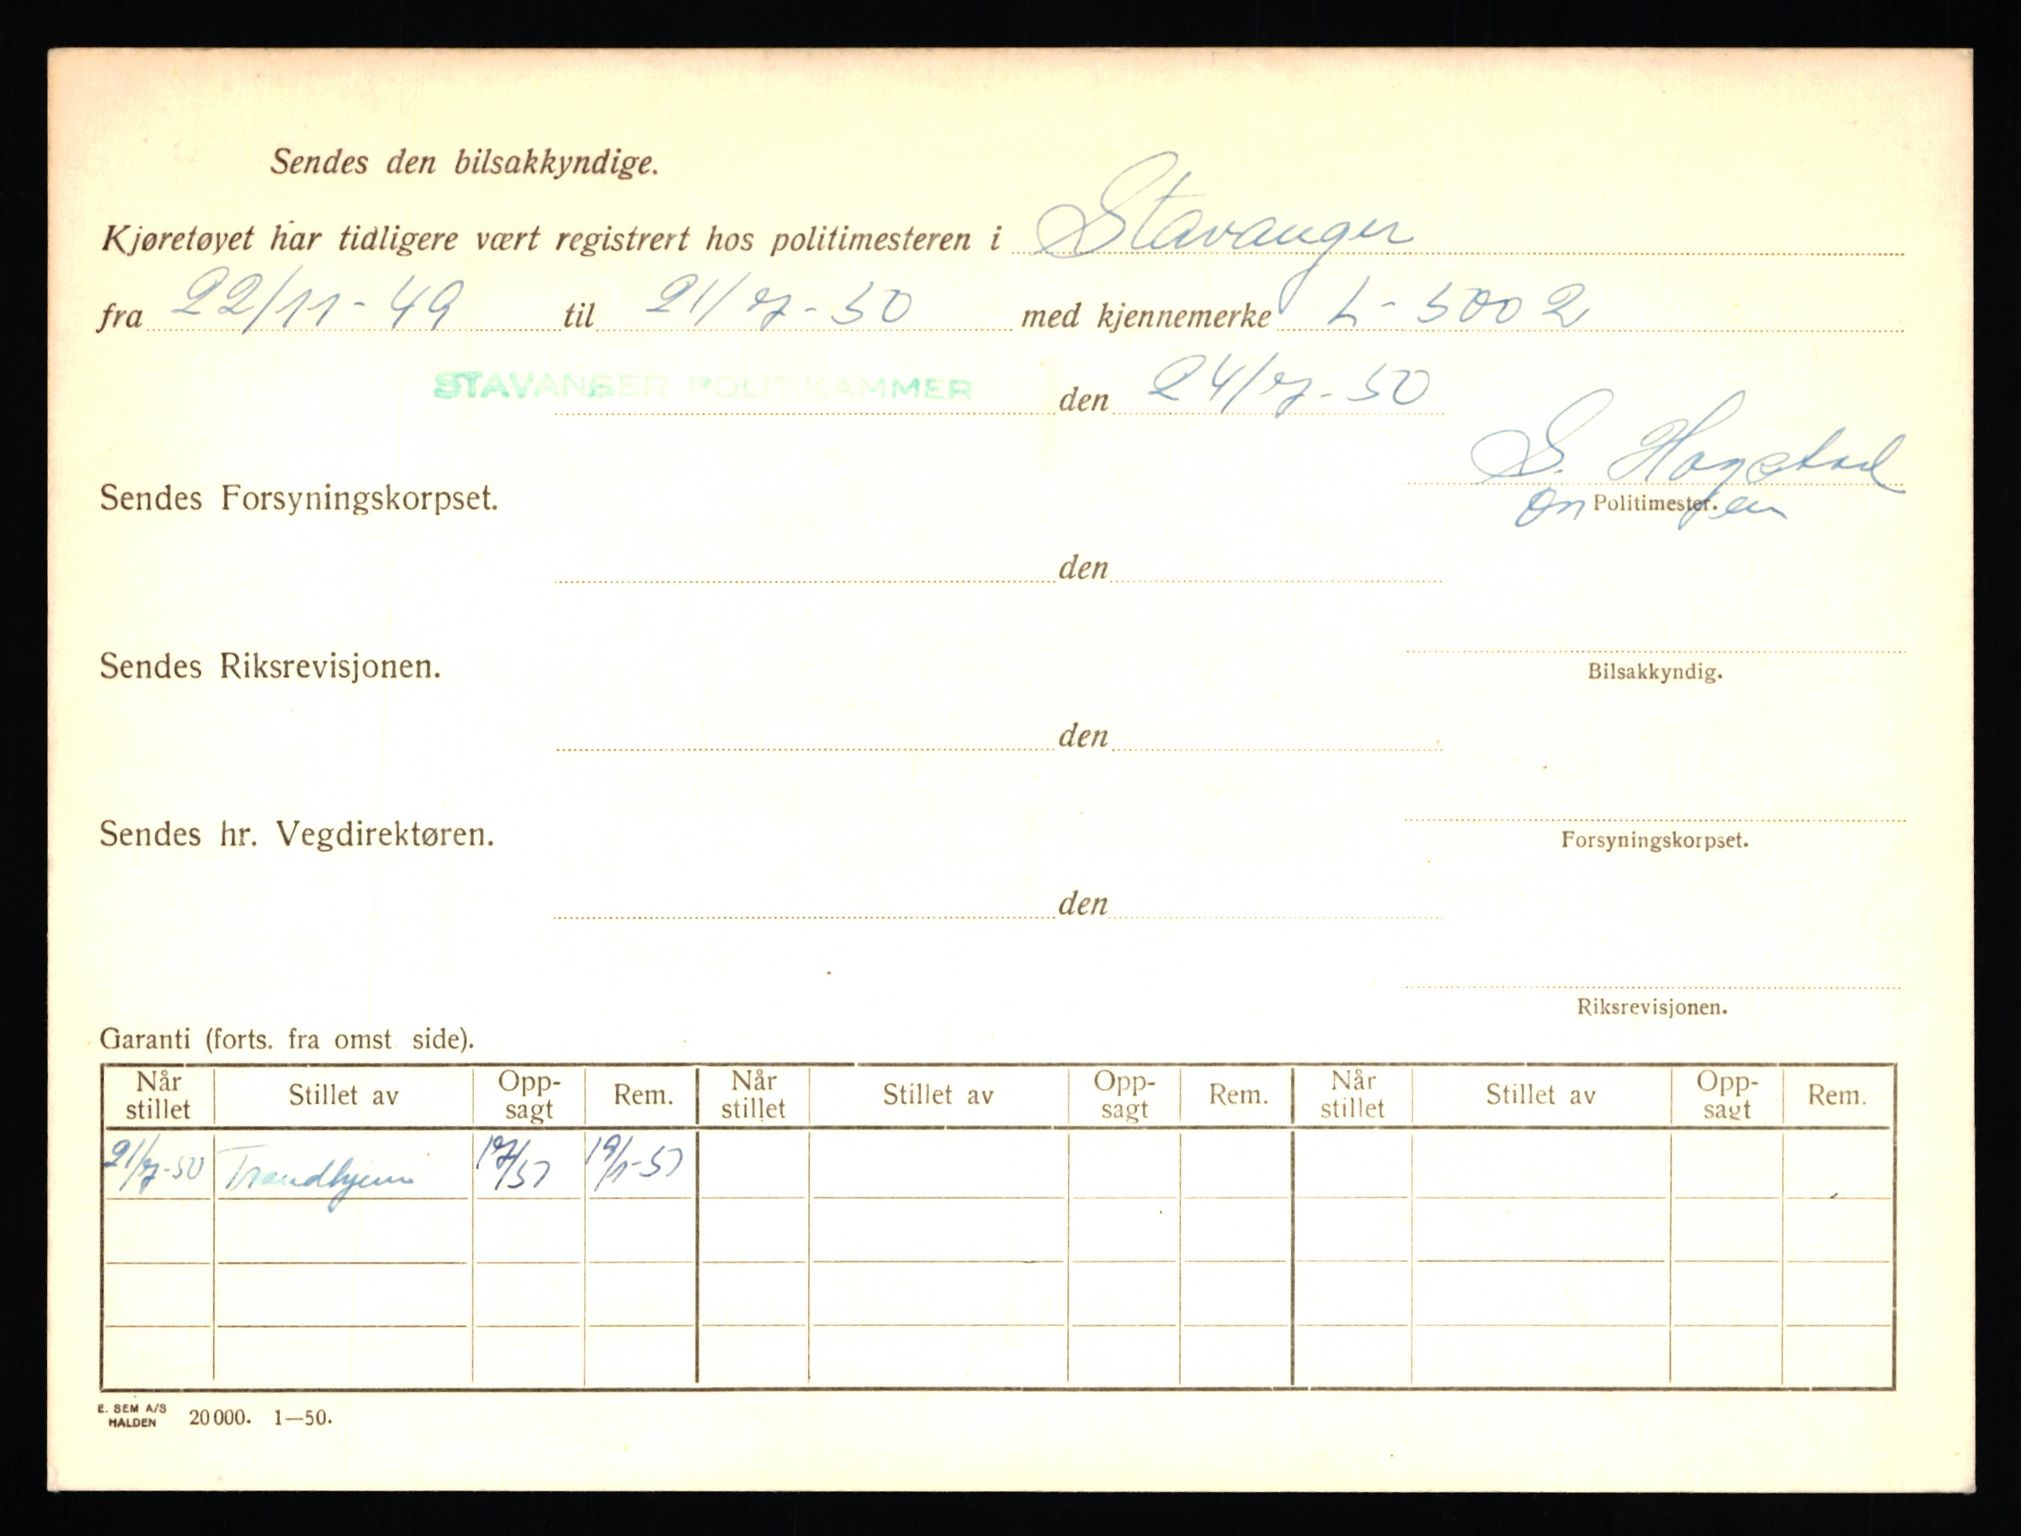 Sendes den bilsakkyndige.
Kjøretøyet har tidligere vært registrert hos politimesteren i Stavanger
fra 22/11-49 til 21/7-50 med kjennemerke L-5002
STAVANGER POLITIKAMMER den 24/7-50
S. Hogstad
Sendes Forsyningskorpset.
Politimester.
den
Sendes Riksrevisjonen.
Bilsakkyndig.
den
Sendes hr. Vegdirektøren.
Forsyningskorpset.
den
Riksrevisjonen.
Garanti (forts. fra omst side).
Når stillet Stillet av Opp-sagt Rem. Når stillet Stillet av Opp-sagt Rem. Når stillet Stillet av Opp-sagt Rem.
21/7-50 Trondhjem 19/1-51
E. SEM A/S
HALDEN 20000. 1—50.